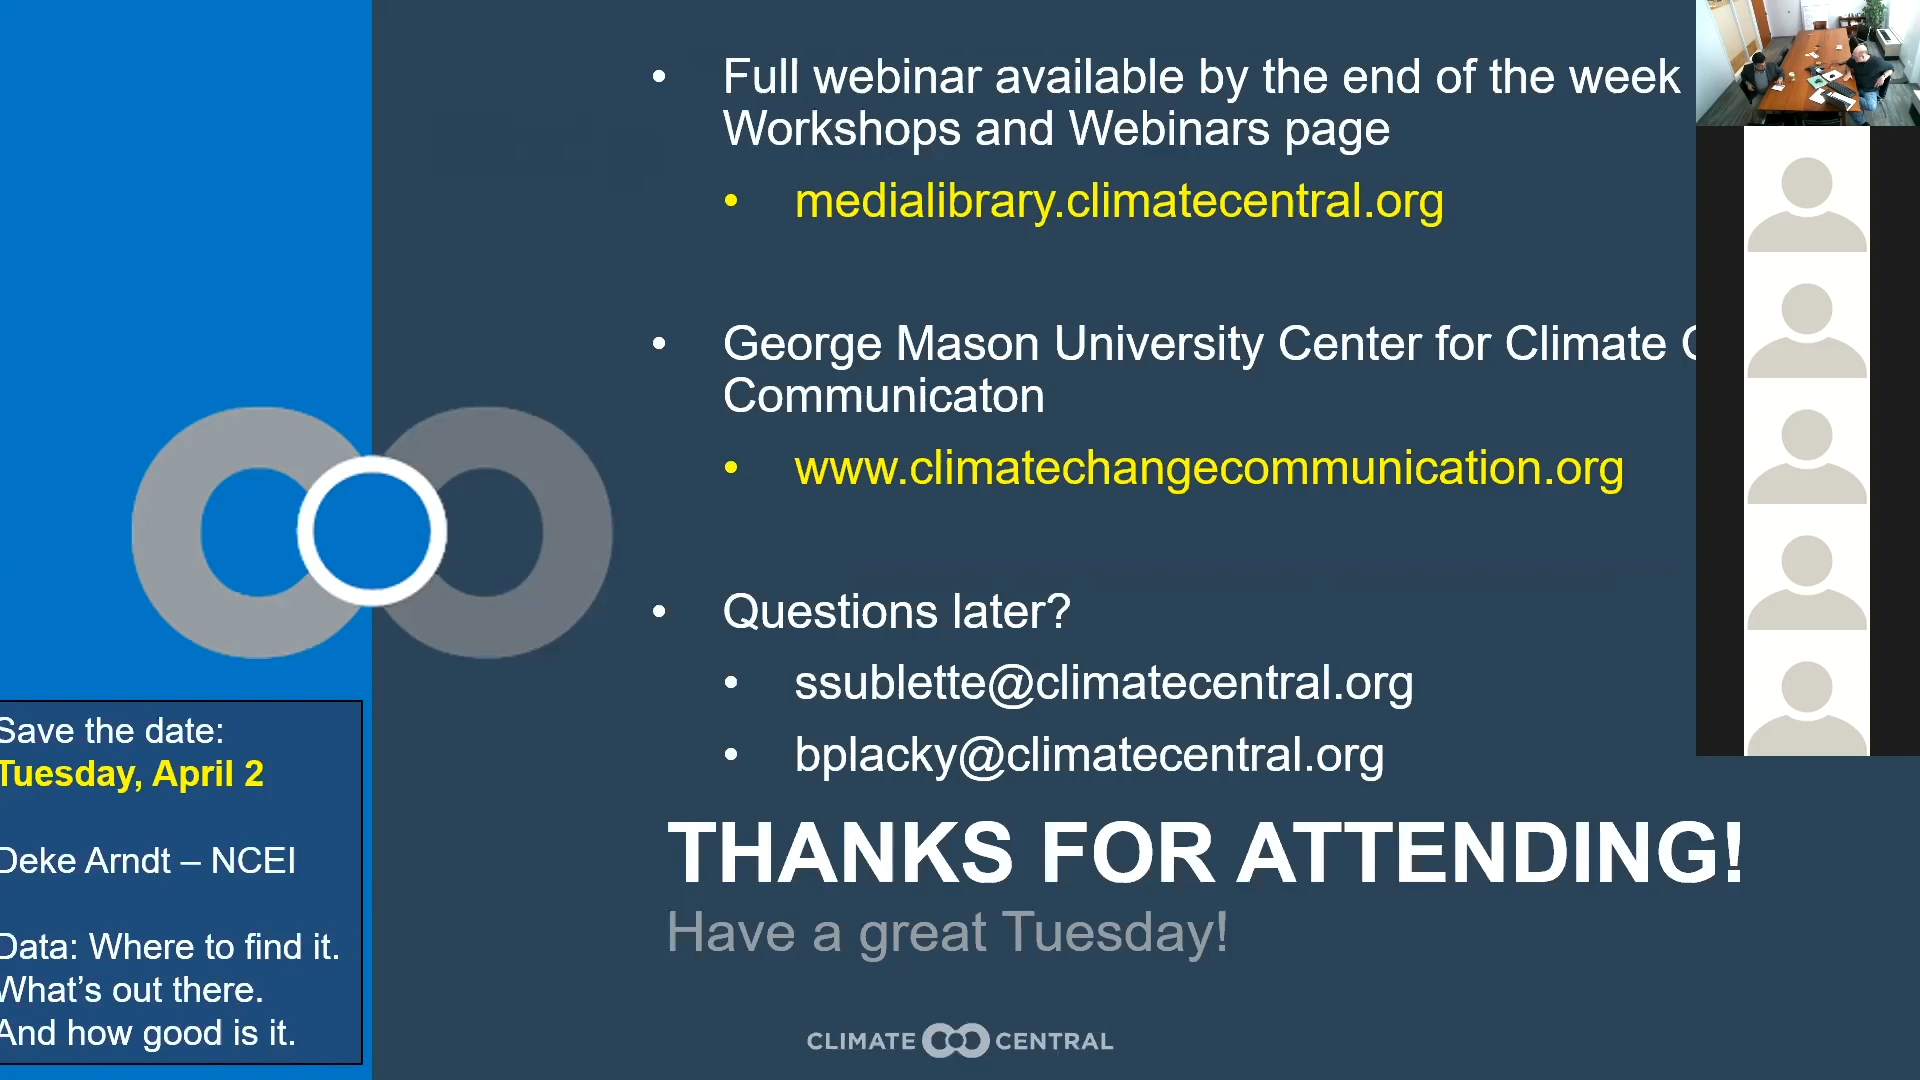 Full webinar available by the end of the week
Workshops and Webinars page
medialibrary.climatecentral.org
George Mason University Center for Climate
Communicaton
www.climatechangecommunication.org
Questions later?
ssublette@climatecentral.org
bplacky@climatecentral.org
THANKS FOR ATTENDING!
Have a great Tuesday!
Save the date:
Tuesday, April 2
Deke Arndt – NCEI
Data: Where to find it.
What's out there.
And how good is it.
CLIMATE CENTRAL